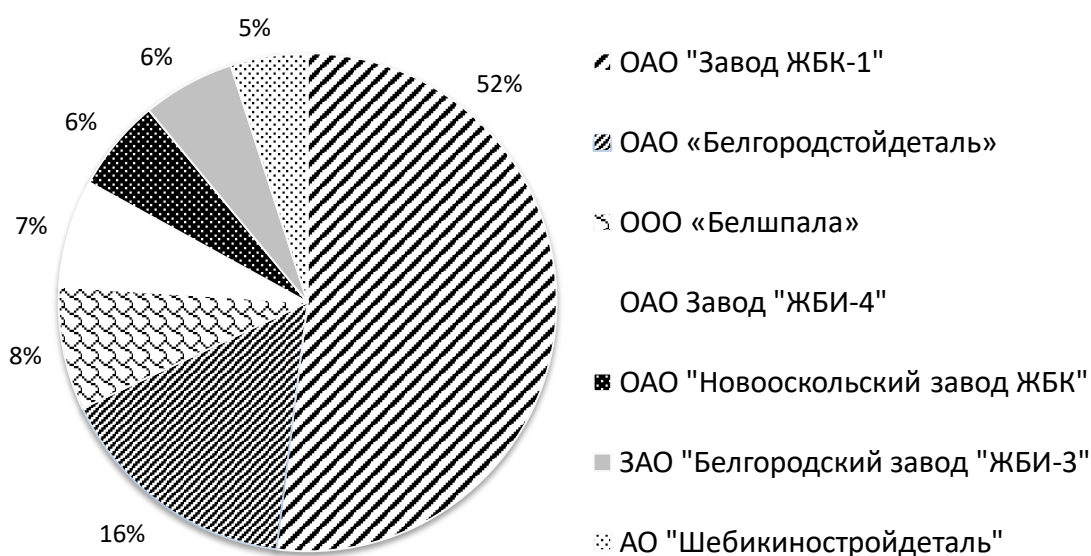 5%
6%
6%
7%
8%
16%
52%
ОАО "Завод ЖБК-1"
ОАО «Белгородстойдеталь»
ООО «Белшпала»
ОАО Завод "ЖБИ-4"
ОАО "Новооскольский завод ЖБК"
ЗАО "Белгородский завод "ЖБИ-3"
АО "Шебикиностройдеталь"